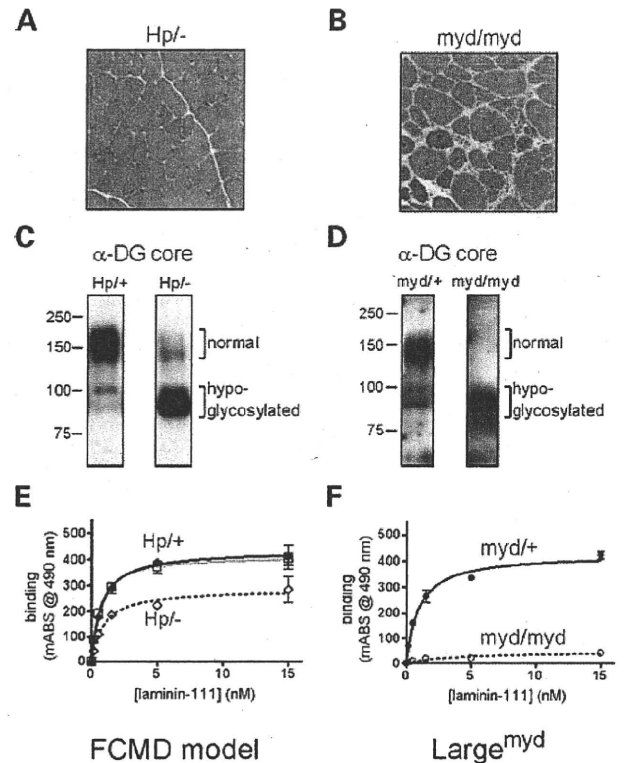 A
B
Hp/-
myd/myd
C
D
α-DG core
α-DG core
Hp/+
Hp/-
myd/+
myd/myd
250
150
100
75
normal
hypo-
glycosylated
250
150
100
75
normal
hypo-
glycosylated
E
F
binding
(mABS @ 490 nm)
500
400
300
200
100
0
Hp/+
Hp/-
0
5
10
15
[laminin-111] (nM)
binding
(mABS @ 490 nm)
500
400
300
200
100
0
myd/+
myd/myd
0
5
10
15
[laminin-111] (nM)
FCMD model
Large^myd